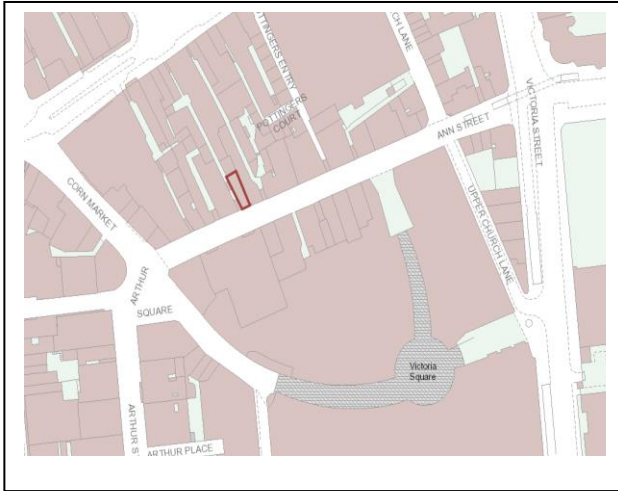 POTTINGERS ENTRY
CH LANE
POTTINGERS
COURT
VICTORIA STREET
ANN STREET
CORN MARKET
UPPER CHURCH LANE
ARTHUR
SQUARE
Victoria
Square
ARTHUR S
ARTHUR PLACE